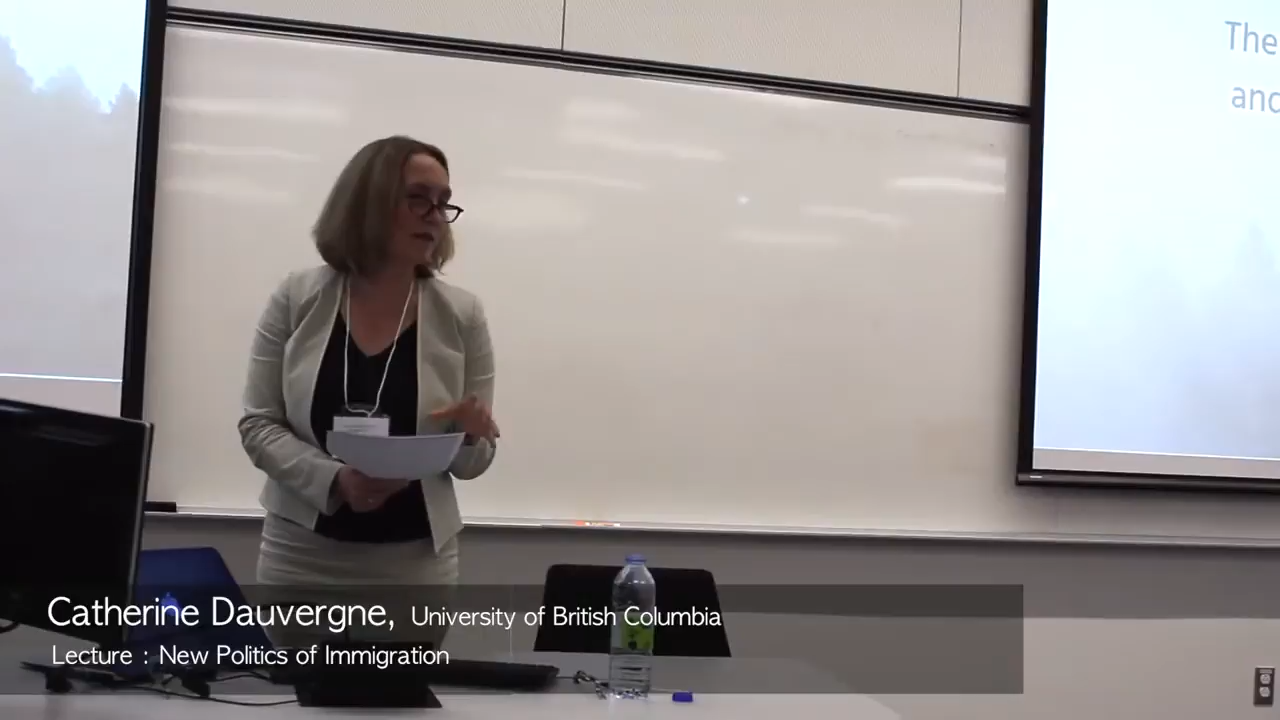 The
and
Catherine Dauvergne, University of British Columbia
Lecture : New Politics of Immigration